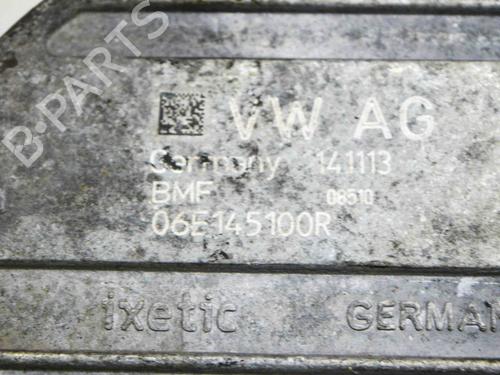 B-PARTS
VW AG
Germany 141113
BMF 08510
06E145100R
ixetic GERMAN